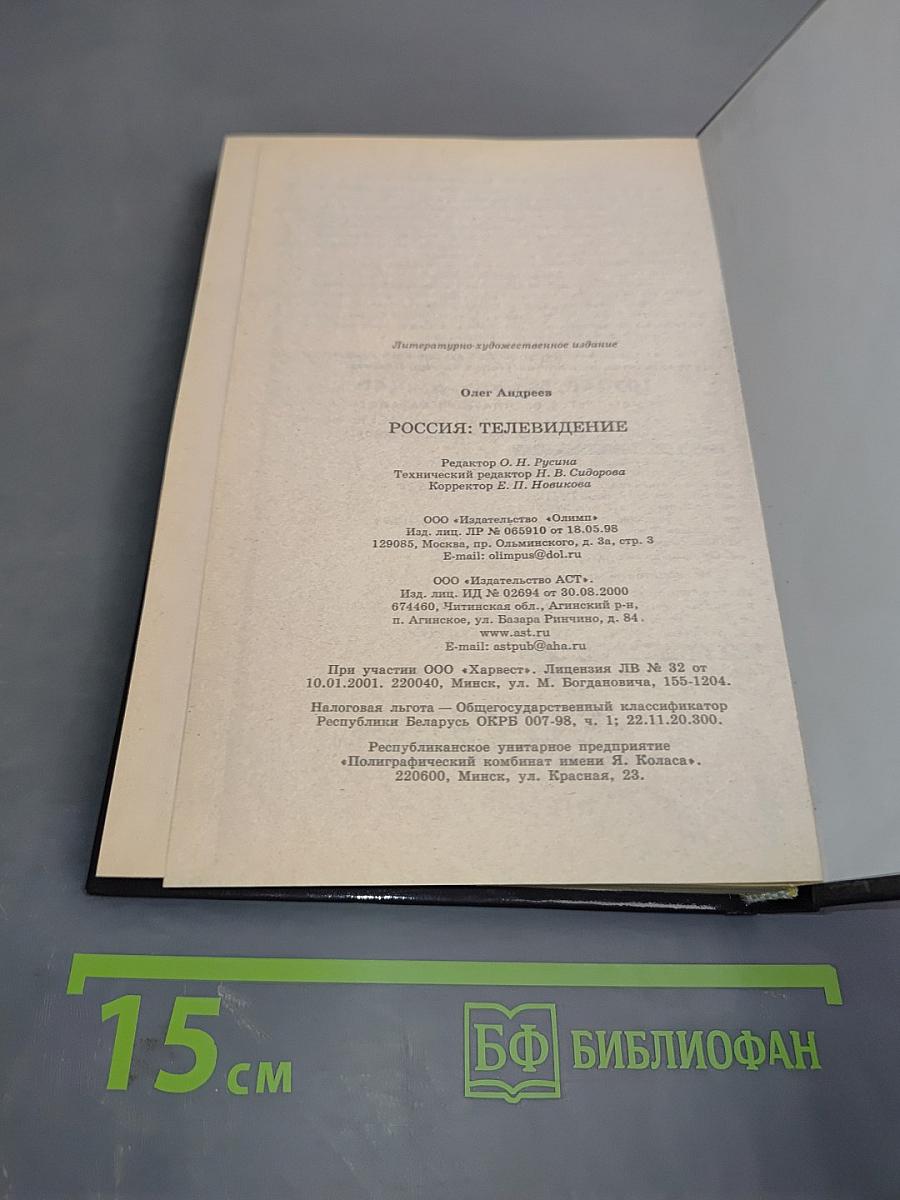 Литературно-художественное издание
Олег Андреев
РОССИЯ: ТЕЛЕВИДЕНИЕ
Редактор О. Н. Русина
Технический редактор Н. В. Сидорова
Корректор Е. П. Новикова
ООО «Издательство «Олимп»
Изд. лиц. ЛР № 065910 от 18.05.98
129085, Москва, пр. Ольминского, д. 3а, стр. 3
E-mail: olimpus@dol.ru
ООО «Издательство АСТ».
Изд. лиц. ИД № 02694 от 30.08.2000
674460, Читинская обл., Агинский р-н,
п. Агинское, ул. Базара Ринчино, д. 84.
www.ast.ru
E-mail: astpub@aha.ru
При участии ООО «Харвест». Лицензия ЛВ № 32 от
10.01.2001. 220040, Минск, ул. М. Богдановича, 155-1204.
Налоговая льгота — Общегосударственный классификатор
Республики Беларусь ОКРБ 007-98, ч. 1; 22.11.20.300.
Республиканское унитарное предприятие
«Полиграфический комбинат имени Я. Коласа».
220600, Минск, ул. Красная, 23.
15 см
БФ БИБЛИОФАН